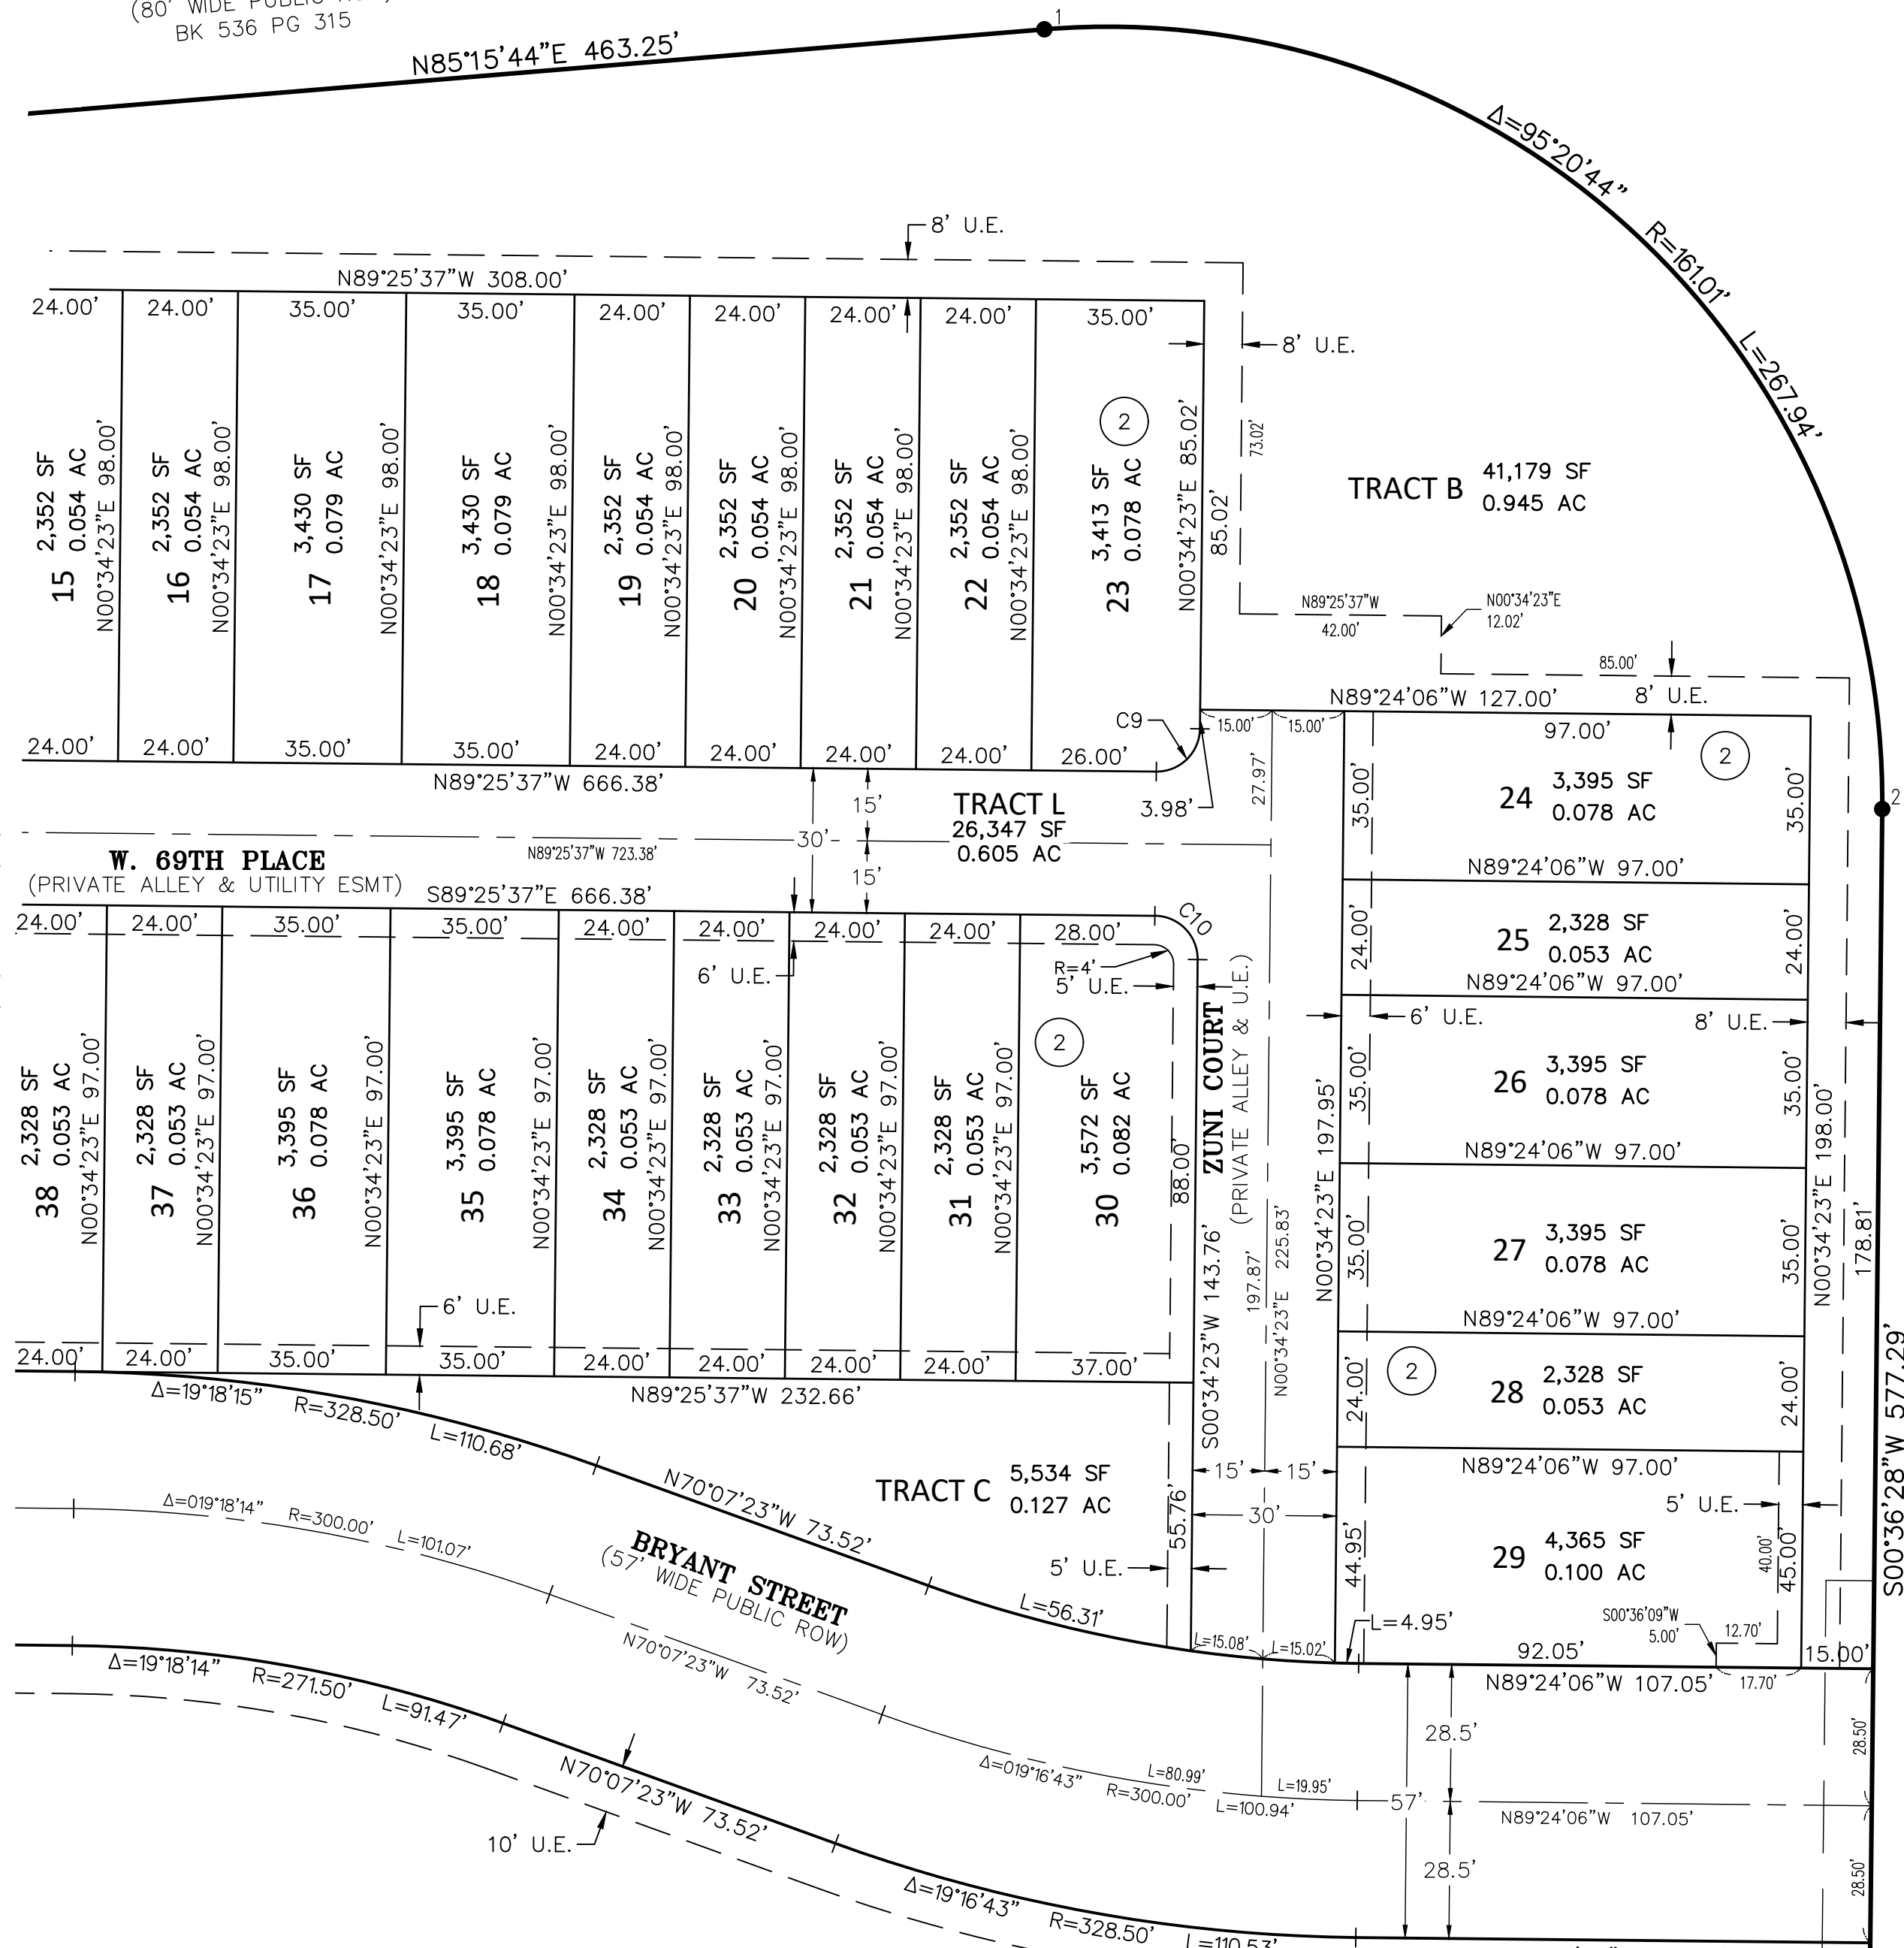 (80' WIDE PUBLIC
BK 536 PG 315
N85°15'44"E 463.25'
1
Δ=95°20'44"
R=161.01'
L=267.94'
2
8' U.E.
N89°25'37"W 308.00'
24.00' 24.00' 35.00' 35.00' 24.00' 24.00' 24.00' 24.00' 35.00'
8' U.E.
73.02'
15 2,352 SF
0.054 AC
N00°34'23"E 98.00'
16 2,352 SF
0.054 AC
N00°34'23"E 98.00'
17 3,430 SF
0.079 AC
N00°34'23"E 98.00'
18 3,430 SF
0.079 AC
N00°34'23"E 98.00'
19 2,352 SF
0.054 AC
N00°34'23"E 98.00'
20 2,352 SF
0.054 AC
N00°34'23"E 98.00'
21 2,352 SF
0.054 AC
N00°34'23"E 98.00'
22 2,352 SF
0.054 AC
N00°34'23"E 98.00'
2
23 3,413 SF
0.078 AC
N00°34'23"E 85.02'
85.02'
TRACT B 41,179 SF
0.945 AC
N89°25'37"W
42.00'
N00°34'23"E
12.02'
85.00'
8' U.E.
N89°24'06"W 127.00'
15.00' 15.00'
97.00'
C9
24.00' 24.00' 35.00' 35.00' 24.00' 24.00' 24.00' 24.00' 26.00'
N89°25'37"W 666.38'
3.98'
27.97'
15'
30'
15'
TRACT L
26,347 SF
0.605 AC
N89°25'37"W 723.38'
W. 69TH PLACE
(PRIVATE ALLEY & UTILITY ESMT)
S89°25'37"E 666.38'
24.00' 24.00' 35.00' 35.00' 24.00' 24.00' 24.00' 24.00' 28.00'
C10
R=4'
5' U.E.
6' U.E.
2
38 2,328 SF
0.053 AC
N00°34'23"E 97.00'
37 2,328 SF
0.053 AC
N00°34'23"E 97.00'
36 3,395 SF
0.078 AC
N00°34'23"E 97.00'
35 3,395 SF
0.078 AC
N00°34'23"E 97.00'
34 2,328 SF
0.053 AC
N00°34'23"E 97.00'
33 2,328 SF
0.053 AC
N00°34'23"E 97.00'
32 2,328 SF
0.053 AC
N00°34'23"E 97.00'
31 2,328 SF
0.053 AC
N00°34'23"E 97.00'
30 3,572 SF
0.082 AC
88.00'
S00°34'23"W 143.76'
ZUNI COURT
(PRIVATE ALLEY & U.E.)
197.87'
N00°34'23"E 225.83'
N00°34'23"E 197.95'
2
35.00'
24 3,395 SF
0.078 AC
35.00'
N89°24'06"W 97.00'
24.00'
25 2,328 SF
0.053 AC
24.00'
N89°24'06"W 97.00'
6' U.E.
8' U.E.
35.00'
26 3,395 SF
0.078 AC
35.00'
N89°24'06"W 97.00'
N00°34'23"E 198.00'
178.81'
35.00'
27 3,395 SF
0.078 AC
35.00'
N89°24'06"W 97.00'
24.00'
2
28 2,328 SF
0.053 AC
24.00'
N89°24'06"W 97.00'
S00°36'28"W 577.29'
5' U.E.
44.95'
29 4,365 SF
0.100 AC
40.00'
45.00'
S00°36'09"W
5.00'
12.70'
L=4.95'
92.05'
15.00'
N89°24'06"W 107.05'
17.70'
6' U.E.
24.00' 24.00' 35.00' 35.00' 24.00' 24.00' 24.00' 24.00' 37.00'
N89°25'37"W 232.66'
Δ=19°18'15" R=328.50' L=110.68'
N70°07'23"W 73.52'
TRACT C 5,534 SF
0.127 AC
15' 15'
30'
55.76'
5' U.E.
L=56.31'
L=15.08' L=15.02'
Δ=019°18'14" R=300.00' L=101.07'
BRYANT STREET
(57' WIDE PUBLIC ROW)
N70°07'23"W 73.52'
Δ=019°16'43" R=300.00' L=100.94'
L=80.99'
L=19.95'
28.5'
57'
28.5'
28.50'
N89°24'06"W 107.05'
28.50'
Δ=19°18'14" R=271.50' L=91.47'
N70°07'23"W 73.52'
10' U.E.
Δ=19°16'43" R=328.50' L=110.53'